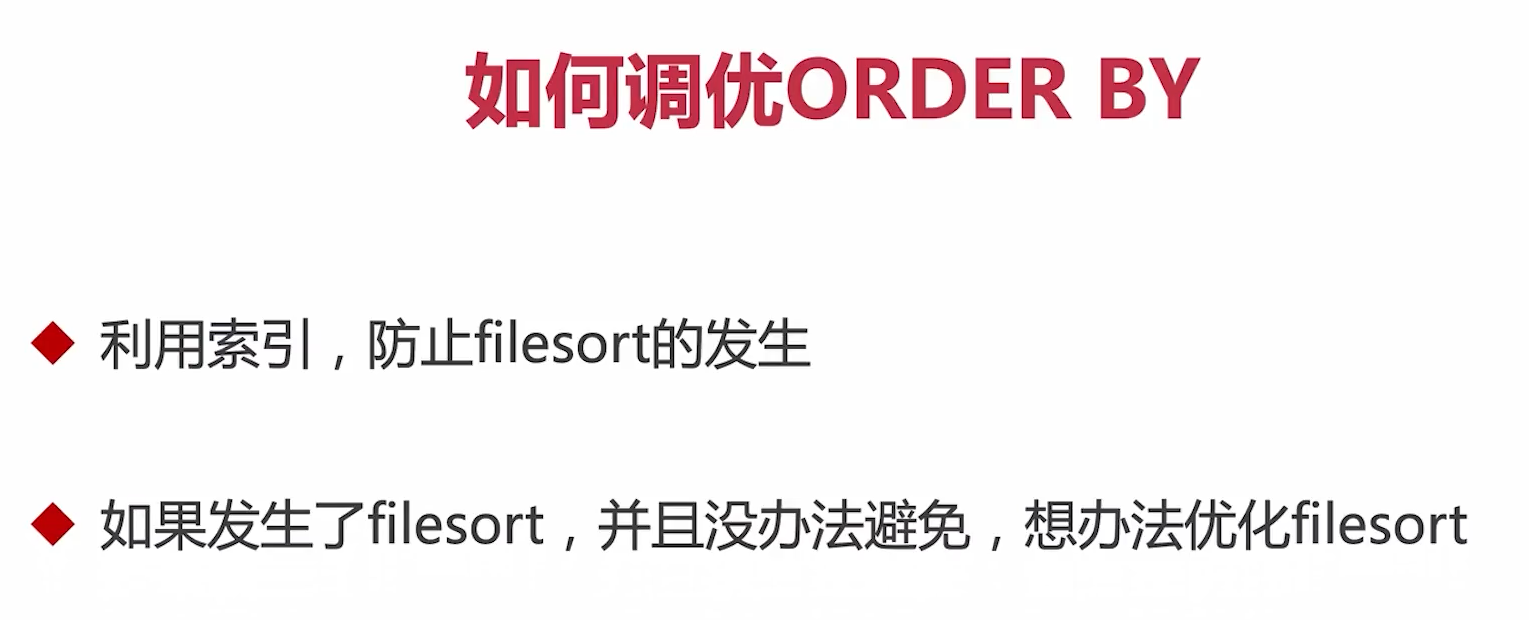 如何调优ORDER BY
利用索引，防止filesort的发生
如果发生了filesort，并且没办法避免，想办法优化filesort